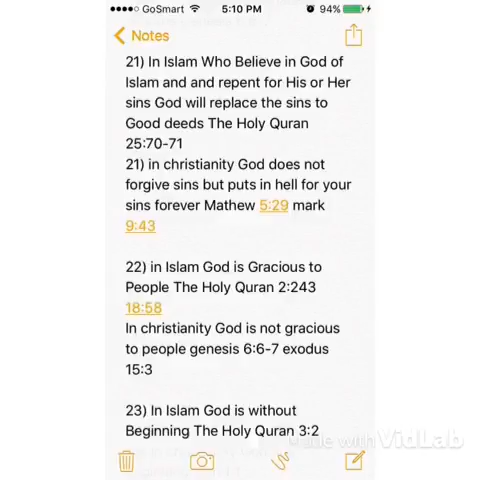 GoSmart 5:10 PM 94%
Notes
21) In Islam Who Believe in God of
Islam and and repent for His or Her
sins God will replace the sins to
Good deeds The Holy Quran
25:70-71
21) in christianity God does not
forgive sins but puts in hell for your
sins forever Mathew 5:29 mark
9:43
22) in Islam God is Gracious to
People The Holy Quran 2:243
18:58
In christianity God is not gracious
to people genesis 6:6-7 exodus
15:3
23) In Islam God is without
Beginning The Holy Quran 3:2
Made with VidLab